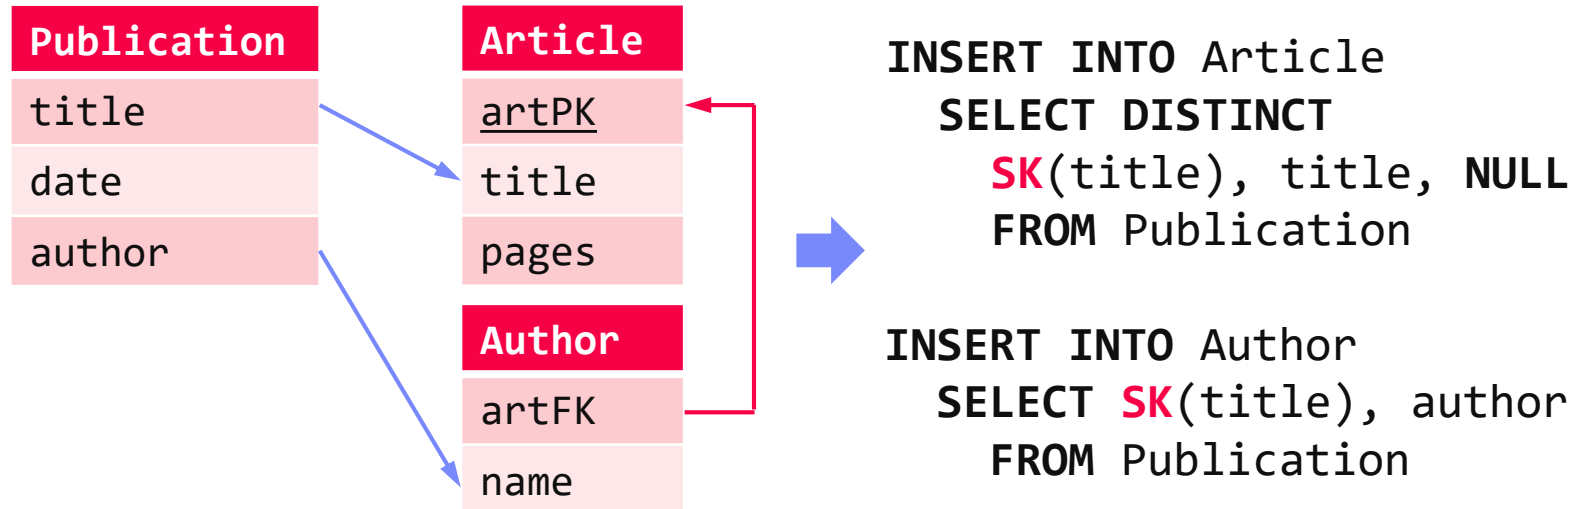 Publication
title
date
author
Article
artPK
title
pages
Author
artFK
name
INSERT INTO Article
SELECT DISTINCT
SK(title), title, NULL
FROM Publication
INSERT INTO Author
SELECT SK(title), author
FROM Publication